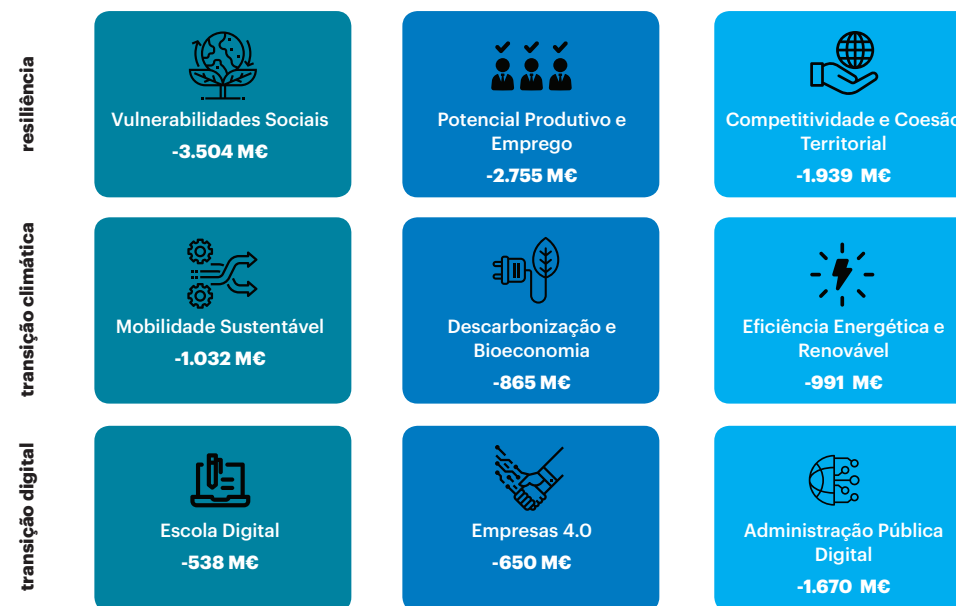 resiliência
Vulnerabilidades Sociais
-3.504 M€
Potencial Produtivo e
Emprego
-2.755 M€
Competitividade e Coesão
Territorial
-1.939 M€
transição climática
Mobilidade Sustentável
-1.032 M€
Descarbonização e
Bioeconomia
-865 M€
Eficiência Energética e
Renovável
-991 M€
transição digital
Escola Digital
-538 M€
Empresas 4.0
-650 M€
Administração Pública
Digital
-1.670 M€